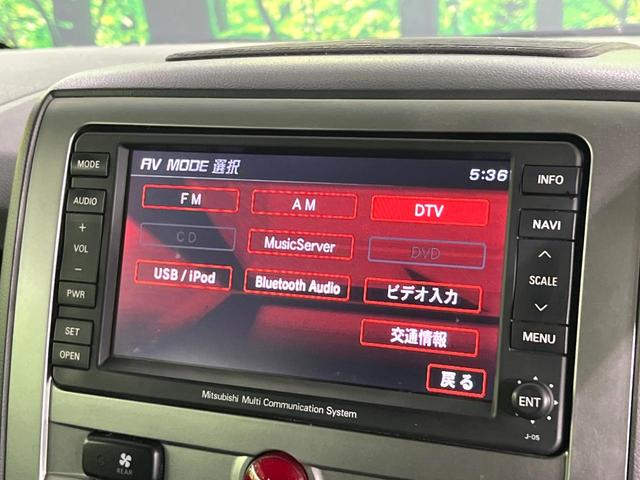 AV MODE 選択
5:36
FM
AM
DTV
CD
MusicServer
DVD
USB / iPod
Bluetooth Audio
ビデオ入力
交通情報
戻る
MODE
AUDIO
+
VOL
−
PWR
SET
OPEN
INFO
NAVI
SCALE
MENU
ENT
J-05
Mitsubishi Multi Communication System
REAR